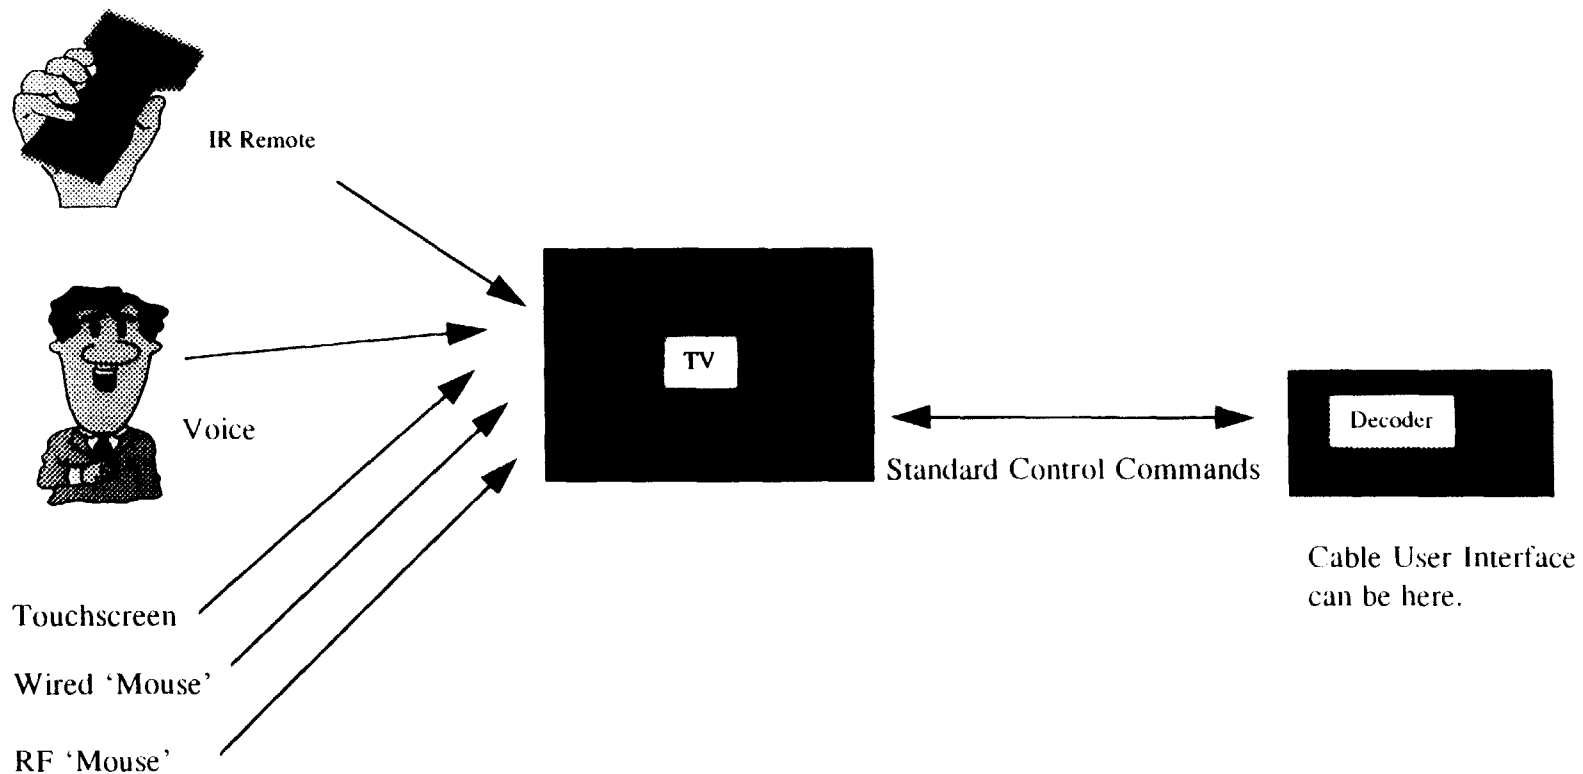 IR Remote
Voice
Touchscreen
Wired ‘Mouse’
RF ‘Mouse’
TV
Standard Control Commands
Decoder
Cable User Interface
can be here.